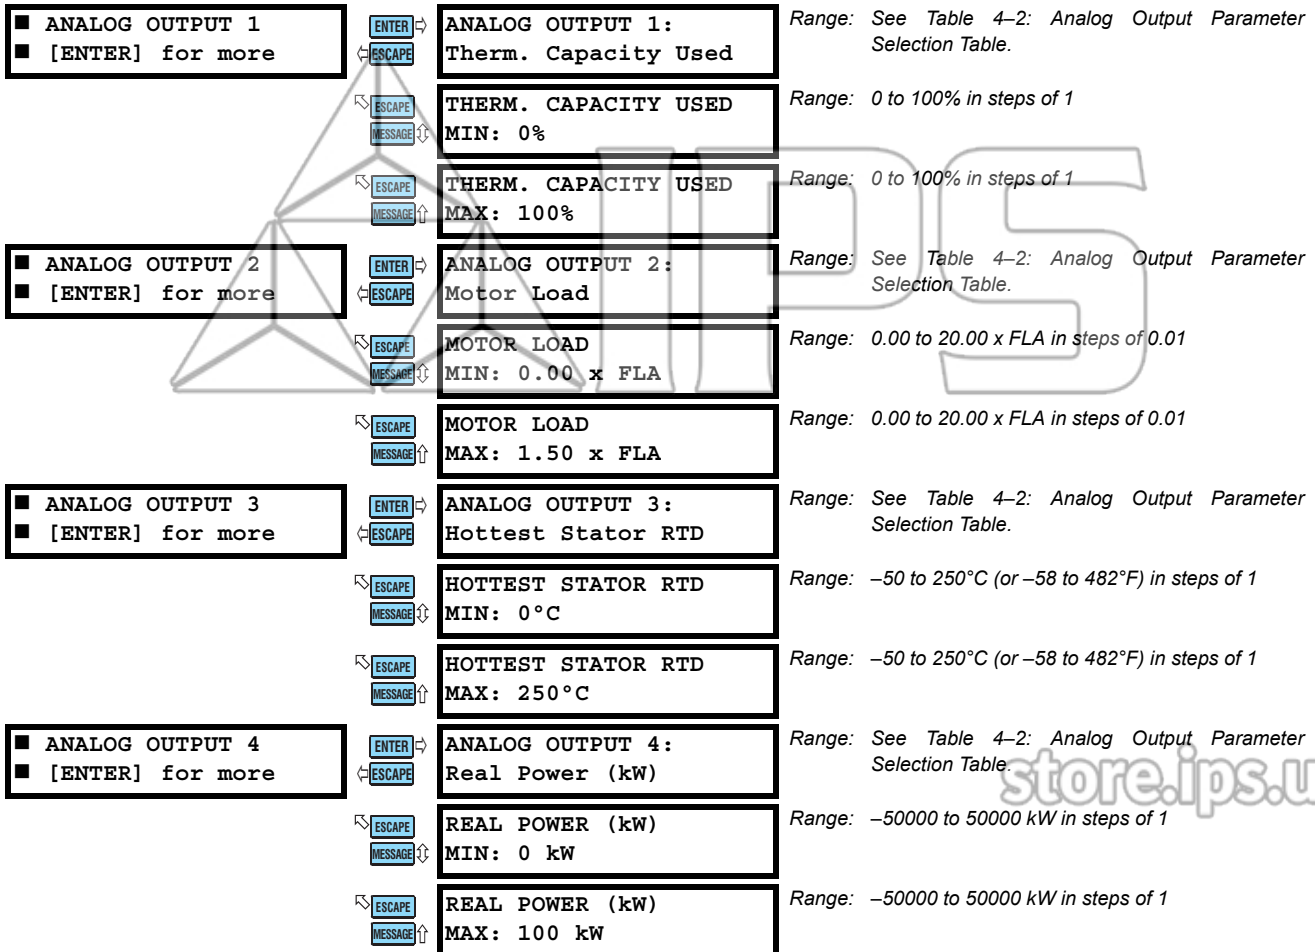 ■ ANALOG OUTPUT 1
■ [ENTER] for more
ENTER
ESCAPE
ANALOG OUTPUT 1:
Therm. Capacity Used
Range: See Table 4–2: Analog Output Parameter
Selection Table.
ESCAPE
MESSAGE
THERM. CAPACITY USED
MIN: 0%
Range: 0 to 100% in steps of 1
ESCAPE
MESSAGE
THERM. CAPACITY USED
MAX: 100%
Range: 0 to 100% in steps of 1
IPS
■ ANALOG OUTPUT 2
■ [ENTER] for more
ENTER
ESCAPE
ANALOG OUTPUT 2:
Motor Load
Range: See Table 4–2: Analog Output Parameter
Selection Table.
ESCAPE
MESSAGE
MOTOR LOAD
MIN: 0.00 x FLA
Range: 0.00 to 20.00 x FLA in steps of 0.01
ESCAPE
MESSAGE
MOTOR LOAD
MAX: 1.50 x FLA
Range: 0.00 to 20.00 x FLA in steps of 0.01
■ ANALOG OUTPUT 3
■ [ENTER] for more
ENTER
ESCAPE
ANALOG OUTPUT 3:
Hottest Stator RTD
Range: See Table 4–2: Analog Output Parameter
Selection Table.
ESCAPE
MESSAGE
HOTTEST STATOR RTD
MIN: 0°C
Range: –50 to 250°C (or –58 to 482°F) in steps of 1
ESCAPE
MESSAGE
HOTTEST STATOR RTD
MAX: 250°C
Range: –50 to 250°C (or –58 to 482°F) in steps of 1
■ ANALOG OUTPUT 4
■ [ENTER] for more
ENTER
ESCAPE
ANALOG OUTPUT 4:
Real Power (kW)
Range: See Table 4–2: Analog Output Parameter
Selection Table.
store.ips.u
ESCAPE
MESSAGE
REAL POWER (kW)
MIN: 0 kW
Range: –50000 to 50000 kW in steps of 1
ESCAPE
MESSAGE
REAL POWER (kW)
MAX: 100 kW
Range: –50000 to 50000 kW in steps of 1